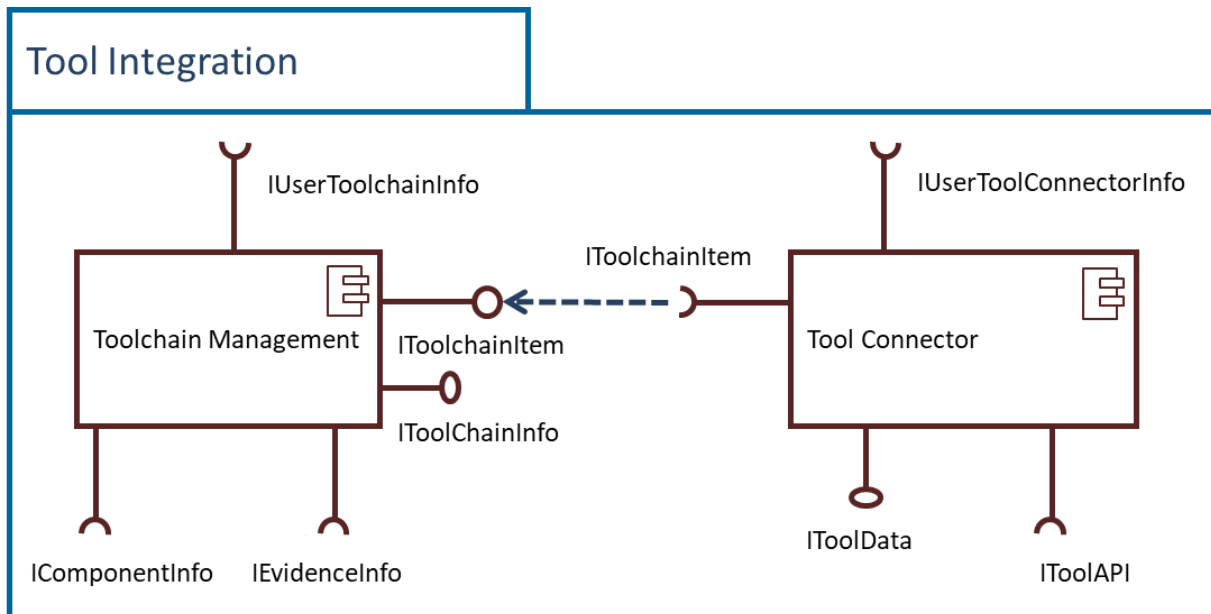 Tool Integration
IUserToolchainInfo
IUserToolConnectorInfo
IToolchainItem
Toolchain Management
IToolchainItem
Tool Connector
IToolChainInfo
IToolData
IComponentInfo
IEvidenceInfo
IToolAPI